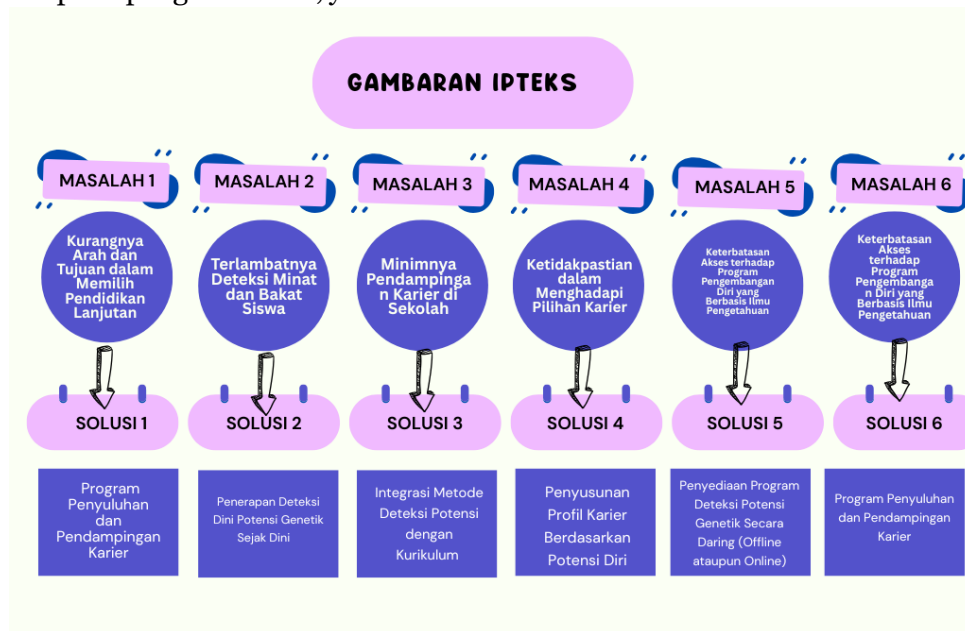 GAMBARAN IPTEKS
MASALAH 1
MASALAH 2
MASALAH 3
MASALAH 4
MASALAH 5
MASALAH 6
Kurangnya
Arah dan
Tujuan dalam
Memilih
Pendidikan
Lanjutan
Terlambatnya
Deteksi Minat
dan Bakat
Siswa
Minimnya
Pendampinga
n Karier di
Sekolah
Ketidakpastian
dalam
Menghadapi
Pilihan Karier
Keterbatasan
Akses terhadap
Program
Pengembangan
Diri yang
Berbasis Ilmu
Pengetahuan
Keterbatasan
Akses
terhadap
Program
Pengembanga
n Diri yang
Berbasis Ilmu
Pengetahuan
SOLUSI 1
SOLUSI 2
SOLUSI 3
SOLUSI 4
SOLUSI 5
SOLUSI 6
Program
Penyuluhan
dan
Pendampingan
Karier
Penerapan Deteksi
Dini Potensi Genetik
Sejak Dini
Integrasi Metode
Deteksi Potensi
dengan
Kurikulum
Penyusunan
Profil Karier
Berdasarkan
Potensi Diri
Penyediaan Program
Deteksi Potensi
Genetik Secara
Daring (Offline
ataupun Online)
Program Penyuluhan
dan Pendampingan
Karier